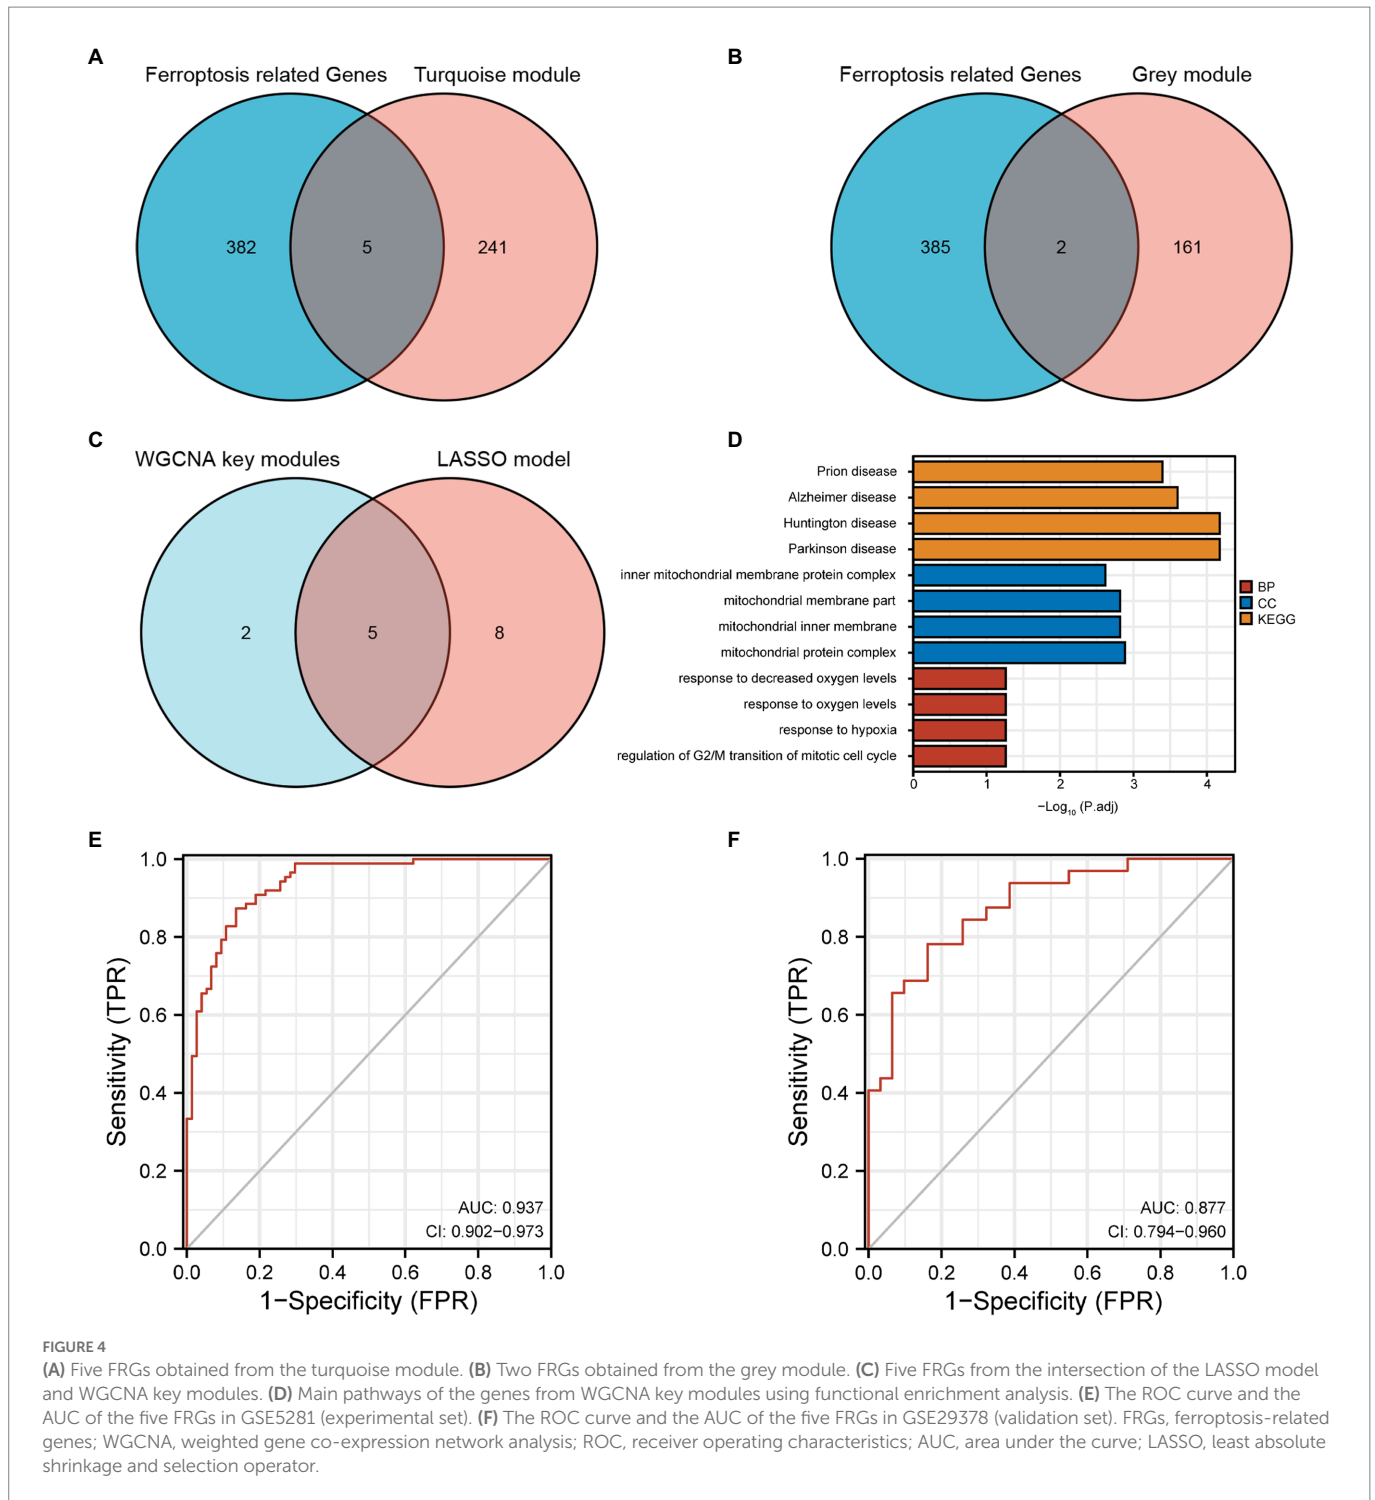 A
Ferroptosis related Genes
Turquoise module
382
5
241
B
Ferroptosis related Genes
Grey module
385
2
161
C
WGCNA key modules
LASSO model
2
5
8
D
Prion disease
Alzheimer disease
Huntington disease
Parkinson disease
inner mitochondrial membrane protein complex
mitochondrial membrane part
mitochondrial inner membrane
mitochondrial protein complex
response to decreased oxygen levels
response to oxygen levels
response to hypoxia
regulation of G2/M transition of mitotic cell cycle
0 1 2 3 4
−Log10 (P.adj)
BP
CC
KEGG
E
1.0
0.8
0.6
0.4
0.2
0.0
Sensitivity (TPR)
AUC: 0.937
CI: 0.902−0.973
0.0 0.2 0.4 0.6 0.8 1.0
1−Specificity (FPR)
F
1.0
0.8
0.6
0.4
0.2
0.0
Sensitivity (TPR)
AUC: 0.877
CI: 0.794−0.960
0.0 0.2 0.4 0.6 0.8 1.0
1−Specificity (FPR)
FIGURE 4
(A) Five FRGs obtained from the turquoise module. (B) Two FRGs obtained from the grey module. (C) Five FRGs from the intersection of the LASSO model
and WGCNA key modules. (D) Main pathways of the genes from WGCNA key modules using functional enrichment analysis. (E) The ROC curve and the
AUC of the five FRGs in GSE5281 (experimental set). (F) The ROC curve and the AUC of the five FRGs in GSE29378 (validation set). FRGs, ferroptosis-related
genes; WGCNA, weighted gene co-expression network analysis; ROC, receiver operating characteristics; AUC, area under the curve; LASSO, least absolute
shrinkage and selection operator.